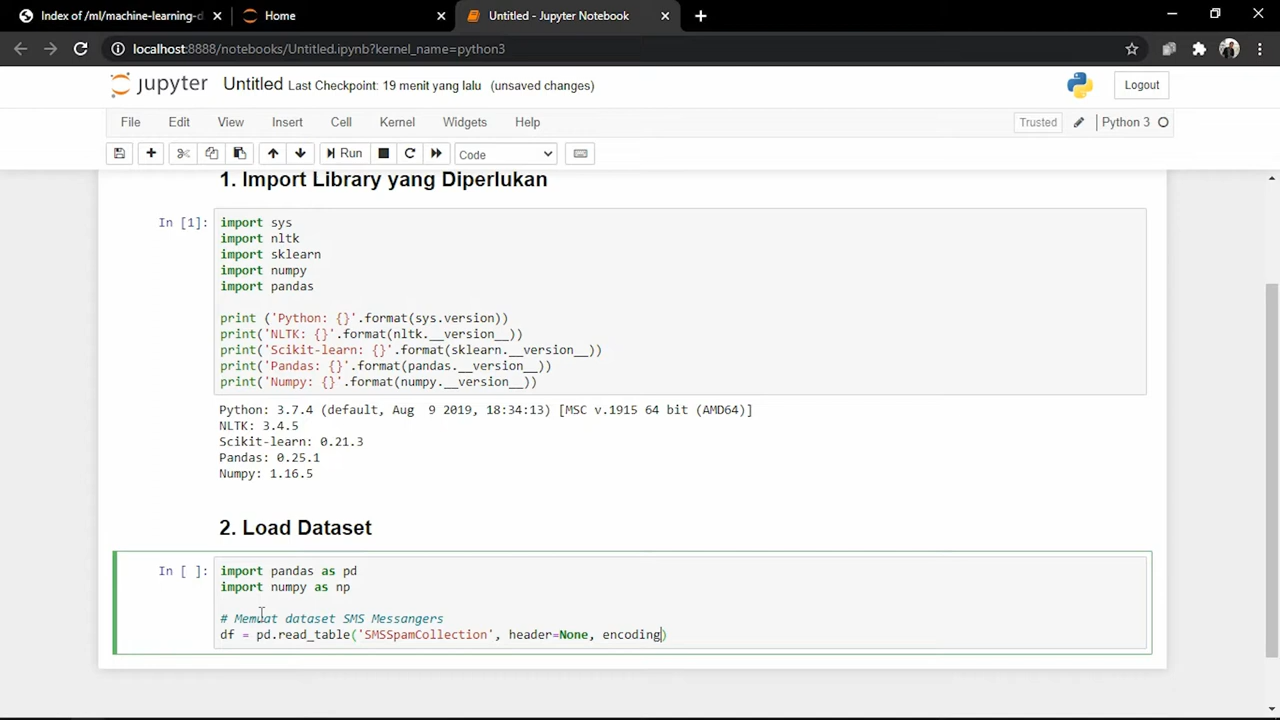 Index of /ml/machine-learning-d
Home
Untitled - Jupyter Notebook
localhost:8888/notebooks/Untitled.ipynb?kernel_name=python3
jupyter Untitled Last Checkpoint: 19 menit yang lalu (unsaved changes)
Logout
File Edit View Insert Cell Kernel Widgets Help
Trusted
Python 3
Run
Code
1. Import Library yang Diperlukan
In [1]:
import sys
import nltk
import sklearn
import numpy
import pandas
print ('Python: {}'.format(sys.version))
print('NLTK: {}'.format(nltk.__version__))
print('Scikit-learn: {}'.format(sklearn.__version__))
print('Pandas: {}'.format(pandas.__version__))
print('Numpy: {}'.format(numpy.__version__))
Python: 3.7.4 (default, Aug  9 2019, 18:34:13) [MSC v.1915 64 bit (AMD64)]
NLTK: 3.4.5
Scikit-learn: 0.21.3
Pandas: 0.25.1
Numpy: 1.16.5
2. Load Dataset
In [ ]:
import pandas as pd
import numpy as np
# Memuat dataset SMS Messangers
df = pd.read_table('SMSSpamCollection', header=None, encoding)